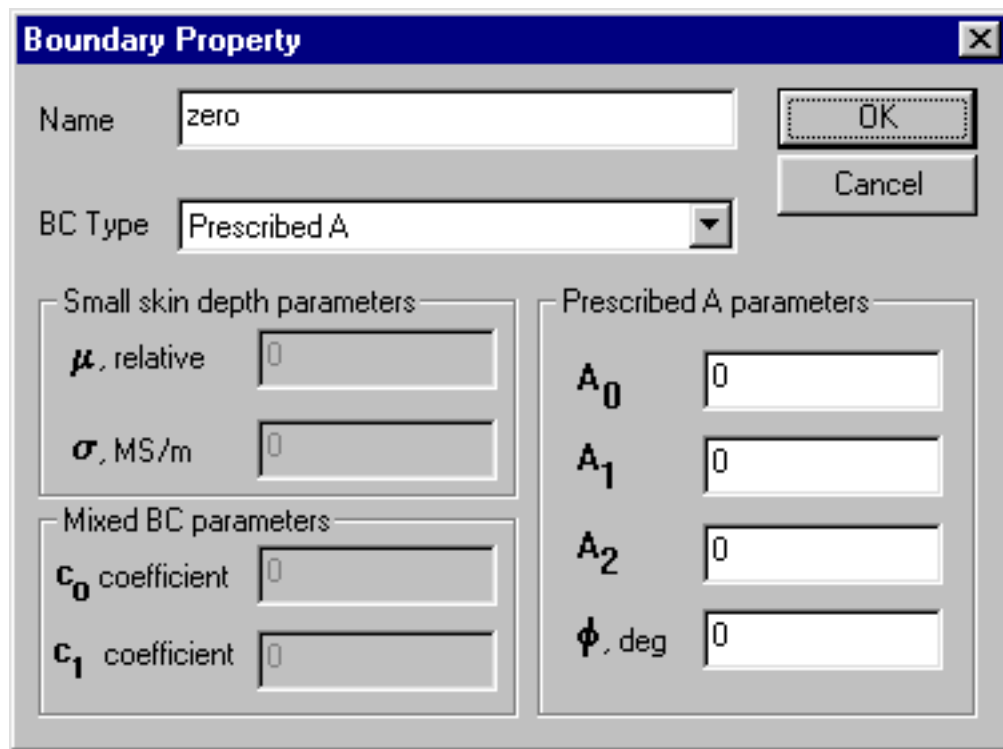 Boundary Property
Name zero OK
Cancel
BC Type Prescribed A
Small skin depth parameters
μ, relative 0
σ, MS/m 0
Mixed BC parameters
c0 coefficient 0
c1 coefficient 0
Prescribed A parameters
A0 0
A1 0
A2 0
ϕ, deg 0